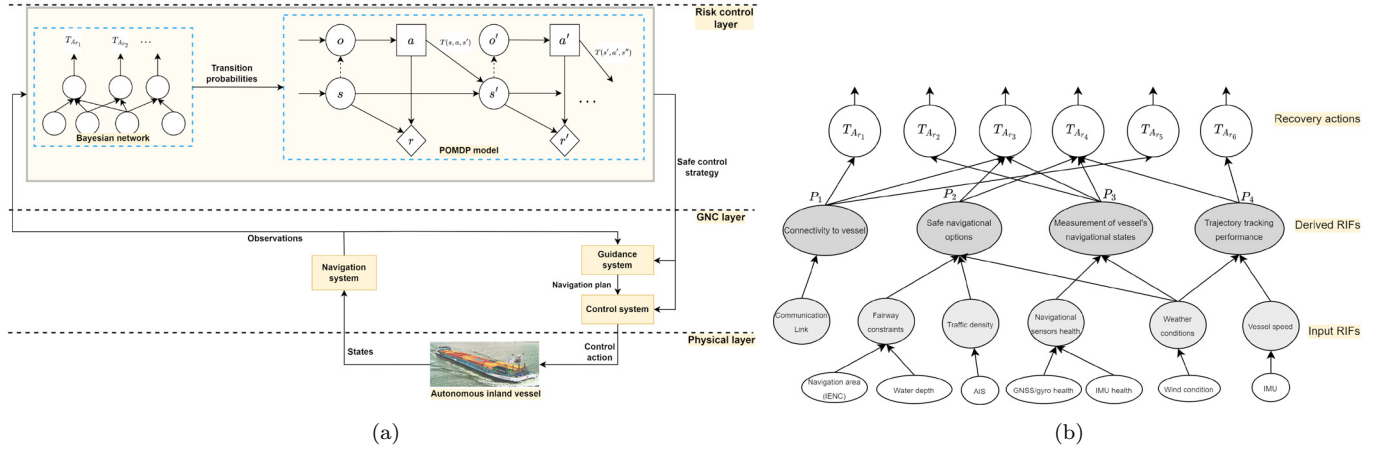 Risk control
layer
T_{A_{r_1}}
T_{A_{r_2}}
...
Bayesian network
Transition
probabilities
o
a
T(s, a, s')
o'
a'
T(s', a', s'')
s
s'
...
r
r'
POMDP model
Safe control
strategy
GNC layer
Observations
Navigation
system
Guidance
system
Navigation plan
Control system
Physical layer
States
Control
action
Autonomous inland vessel
(a)
T_{A_{r_1}}
T_{A_{r_2}}
T_{A_{r_3}}
T_{A_{r_4}}
T_{A_{r_5}}
T_{A_{r_6}}
Recovery actions
P_1
P_2
P_3
P_4
Connectivity to vessel
Safe navigational
options
Measurement of vessel's
navigational states
Trajectory tracking
performance
Derived RIFs
Communication
Link
Fairway
constraints
Traffic density
Navigational
sensors health
Weather
conditions
Vessel speed
Input RIFs
Navigation area
(IENC)
Water depth
AIS
GNSS/gyro health
IMU health
Wind condition
IMU
(b)